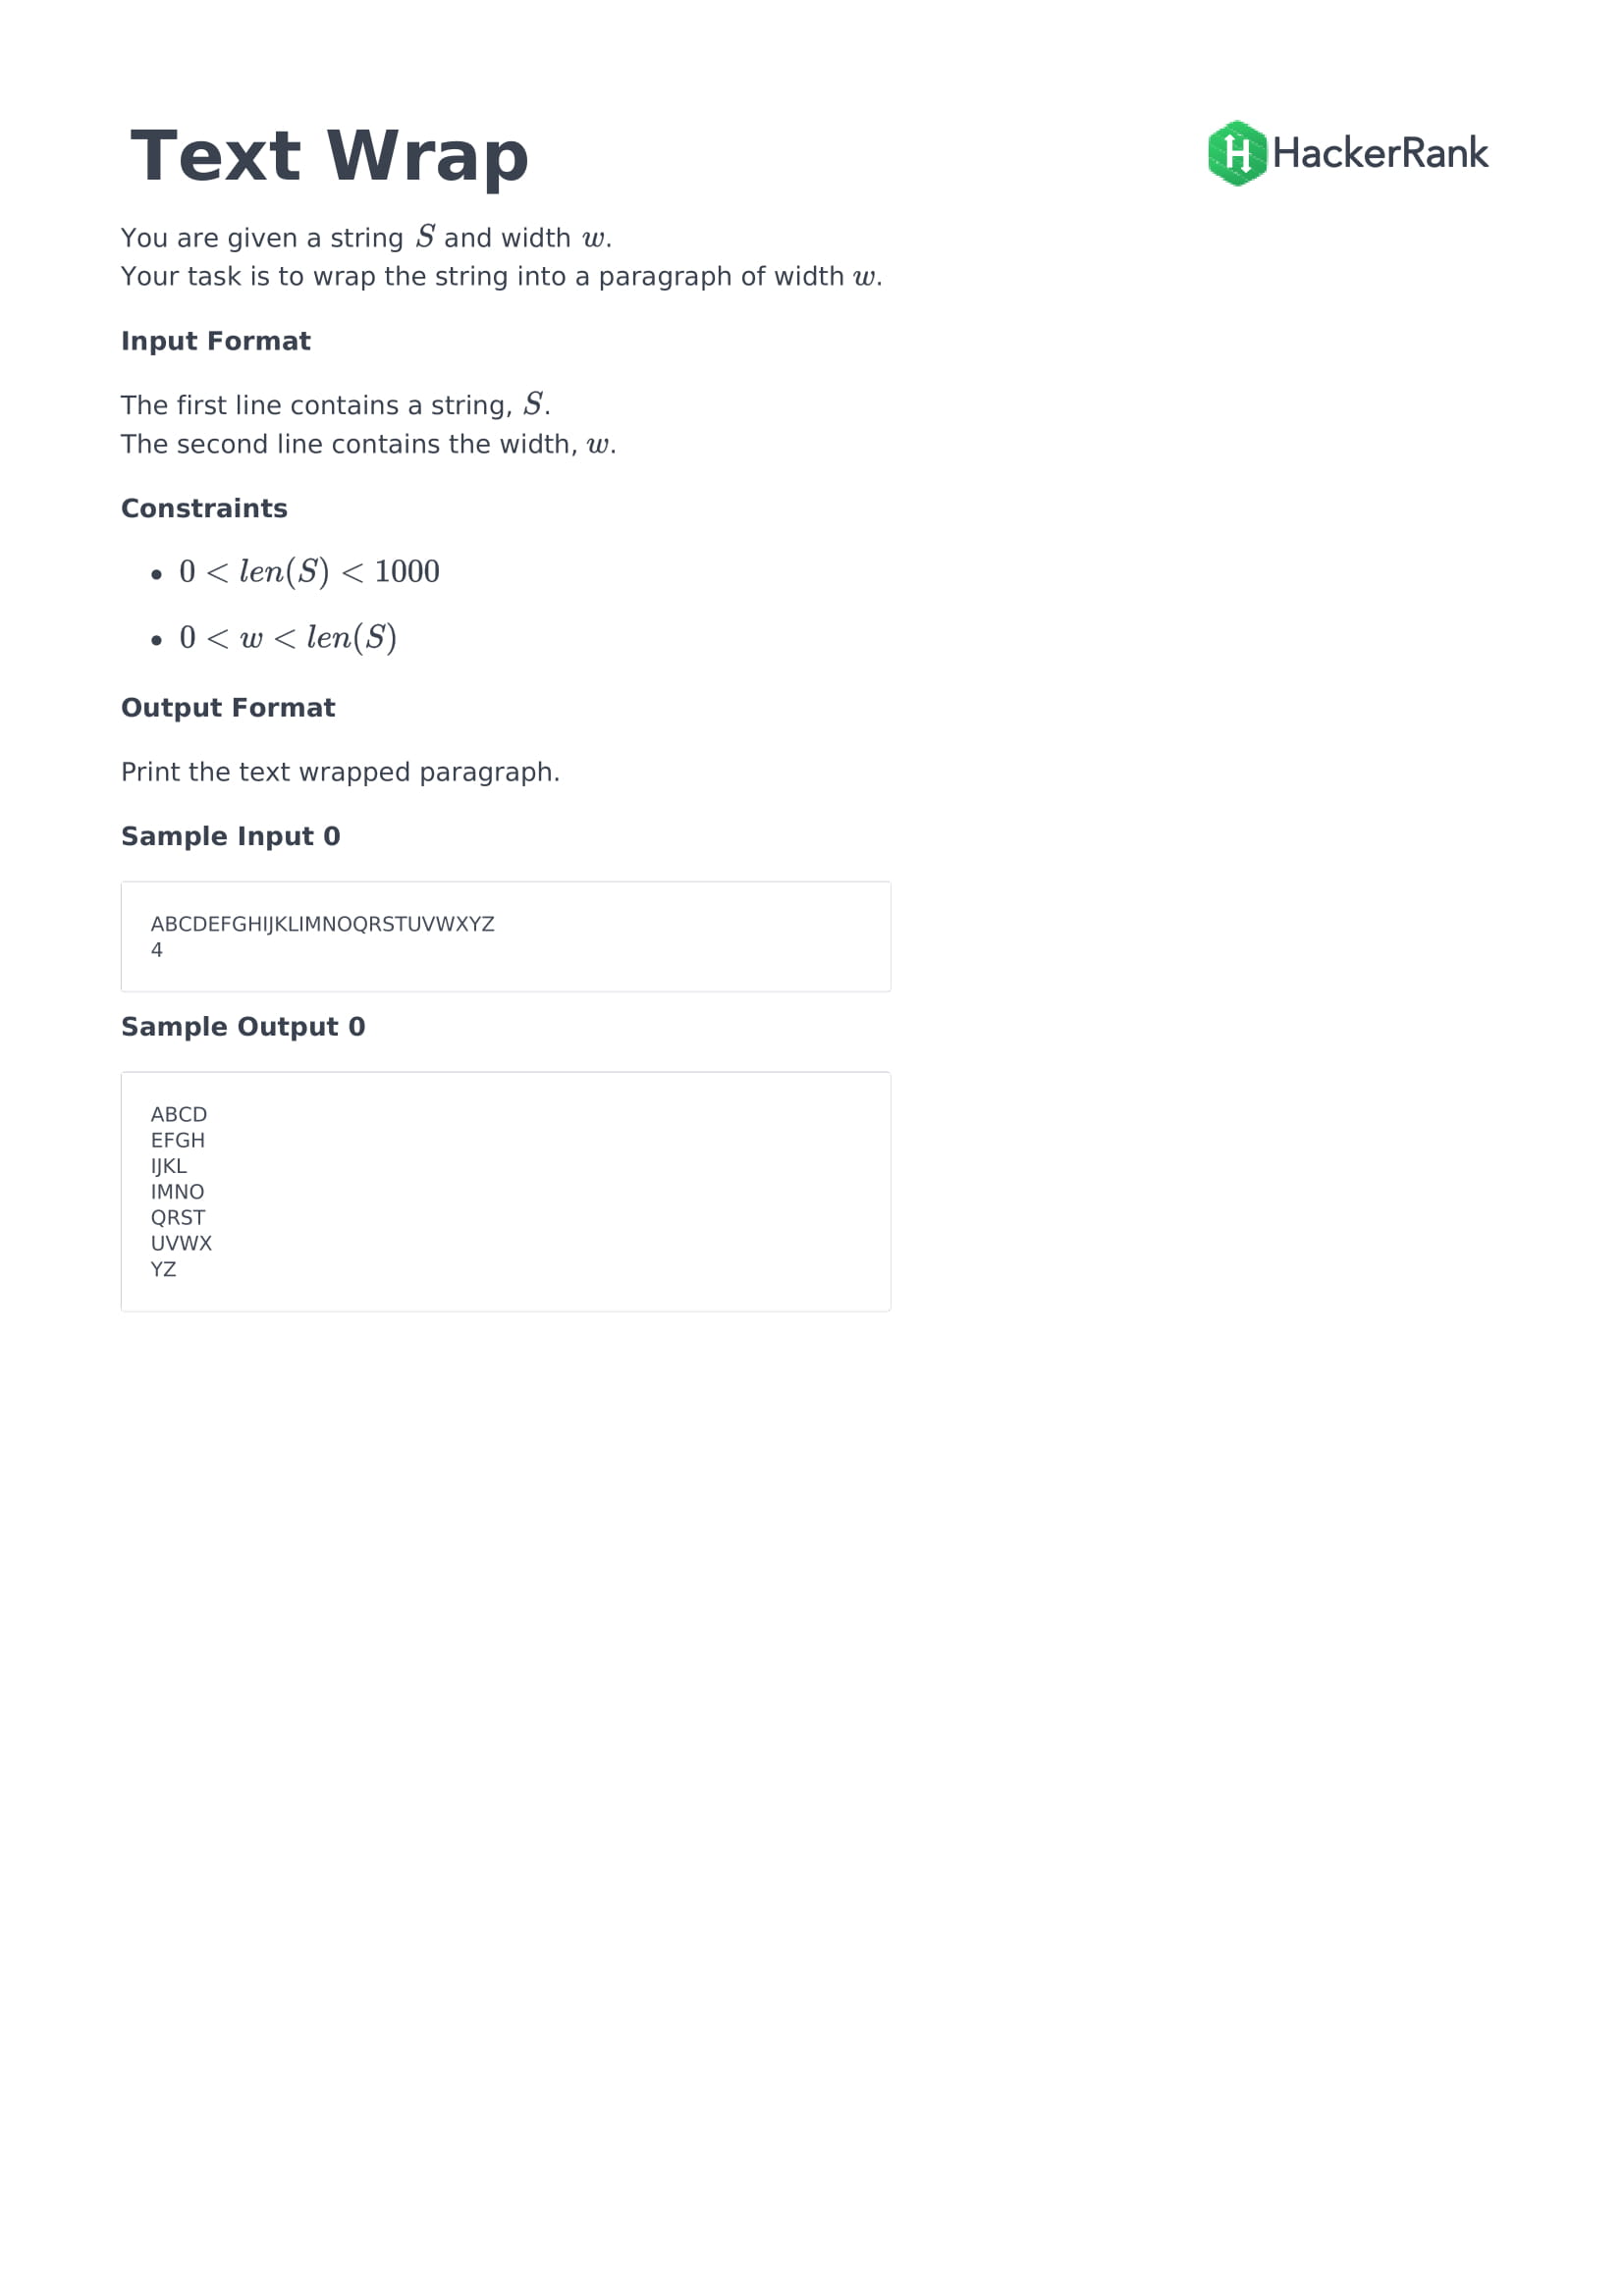 Text Wrap
HackerRank
You are given a string S and width w.
Your task is to wrap the string into a paragraph of width w.
Input Format
The first line contains a string, S.
The second line contains the width, w.
Constraints
• 0 < len(S) < 1000
• 0 < w < len(S)
Output Format
Print the text wrapped paragraph.
Sample Input 0
ABCDEFGHIJKLIMNOQRSTUVWXYZ
4
Sample Output 0
ABCD
EFGH
IJKL
IMNO
QRST
UVWX
YZ